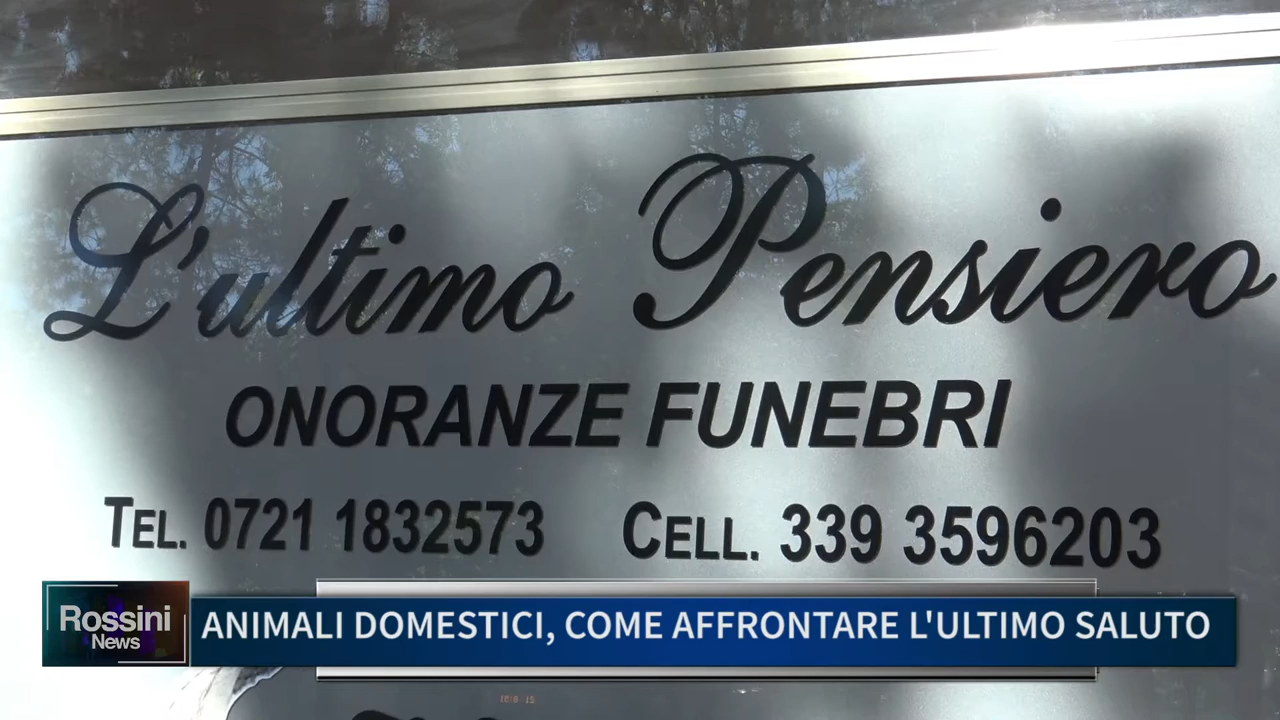 L'ultimo Pensiero
ONORANZE FUNEBRI
TEL. 0721 1832573 CELL. 339 3596203
Rossini
News
ANIMALI DOMESTICI, COME AFFRONTARE L'ULTIMO SALUTO